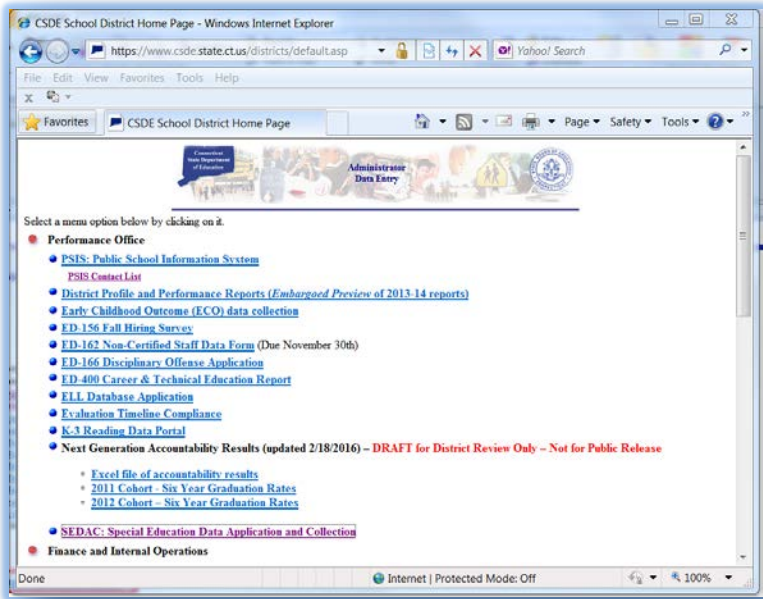 CSDE School District Home Page - Windows Internet Explorer
https://www.csde.state.ct.us/districts/default.asp
Yahoo! Search
File Edit View Favorites Tools Help
x
Favorites CSDE School District Home Page Page Safety Tools
Connecticut
State Department
of Education
Administrator
Data Entry
Select a menu option below by clicking on it.
Performance Office
PSIS: Public School Information System
PSIS Contact List
District Profile and Performance Reports (Embargoed Preview of 2013-14 reports)
Early Childhood Outcome (ECO) data collection
ED-156 Fall Hiring Survey
ED-162 Non-Certified Staff Data Form (Due November 30th)
ED-166 Disciplinary Offense Application
ED-400 Career & Technical Education Report
ELL Database Application
Evaluation Timeline Compliance
K-3 Reading Data Portal
Next Generation Accountability Results (updated 2/18/2016) – DRAFT for District Review Only – Not for Public Release
Excel file of accountability results
2011 Cohort - Six Year Graduation Rates
2012 Cohort – Six Year Graduation Rates
SEDAC: Special Education Data Application and Collection
Finance and Internal Operations
Done Internet | Protected Mode: Off 100%